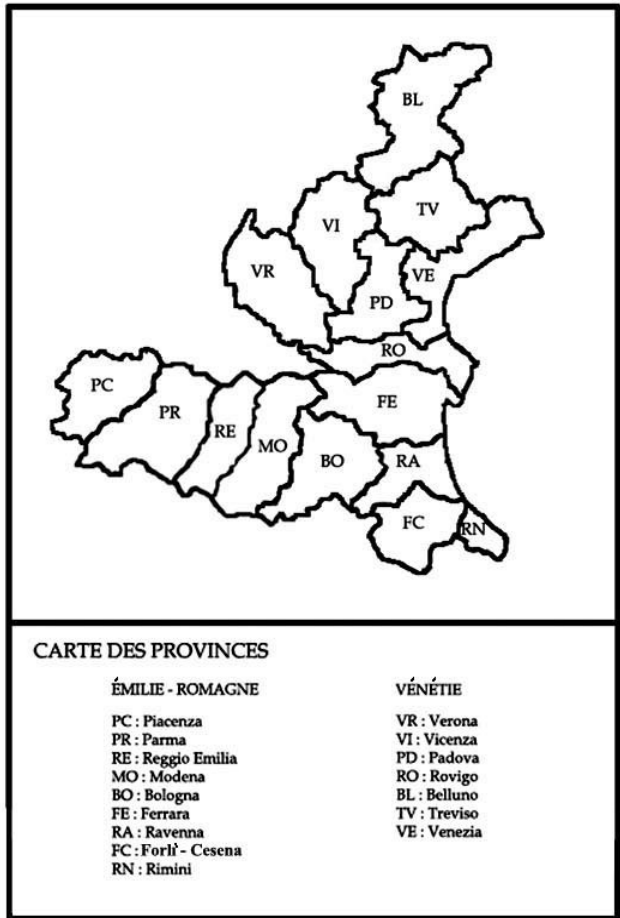 BL
TV
VI
VE
VR
PD
RO
PC
FE
PR
RE
MO
BO
RA
FC
RN
CARTE DES PROVINCES
ÉMILIE - ROMAGNE
PC : Piacenza
PR : Parma
RE : Reggio Emilia
MO : Modena
BO : Bologna
FE : Ferrara
RA : Ravenna
FC : Forlì - Cesena
RN : Rimini
VÉNÉTIE
VR : Verona
VI : Vicenza
PD : Padova
RO : Rovigo
BL : Belluno
TV : Treviso
VE : Venezia